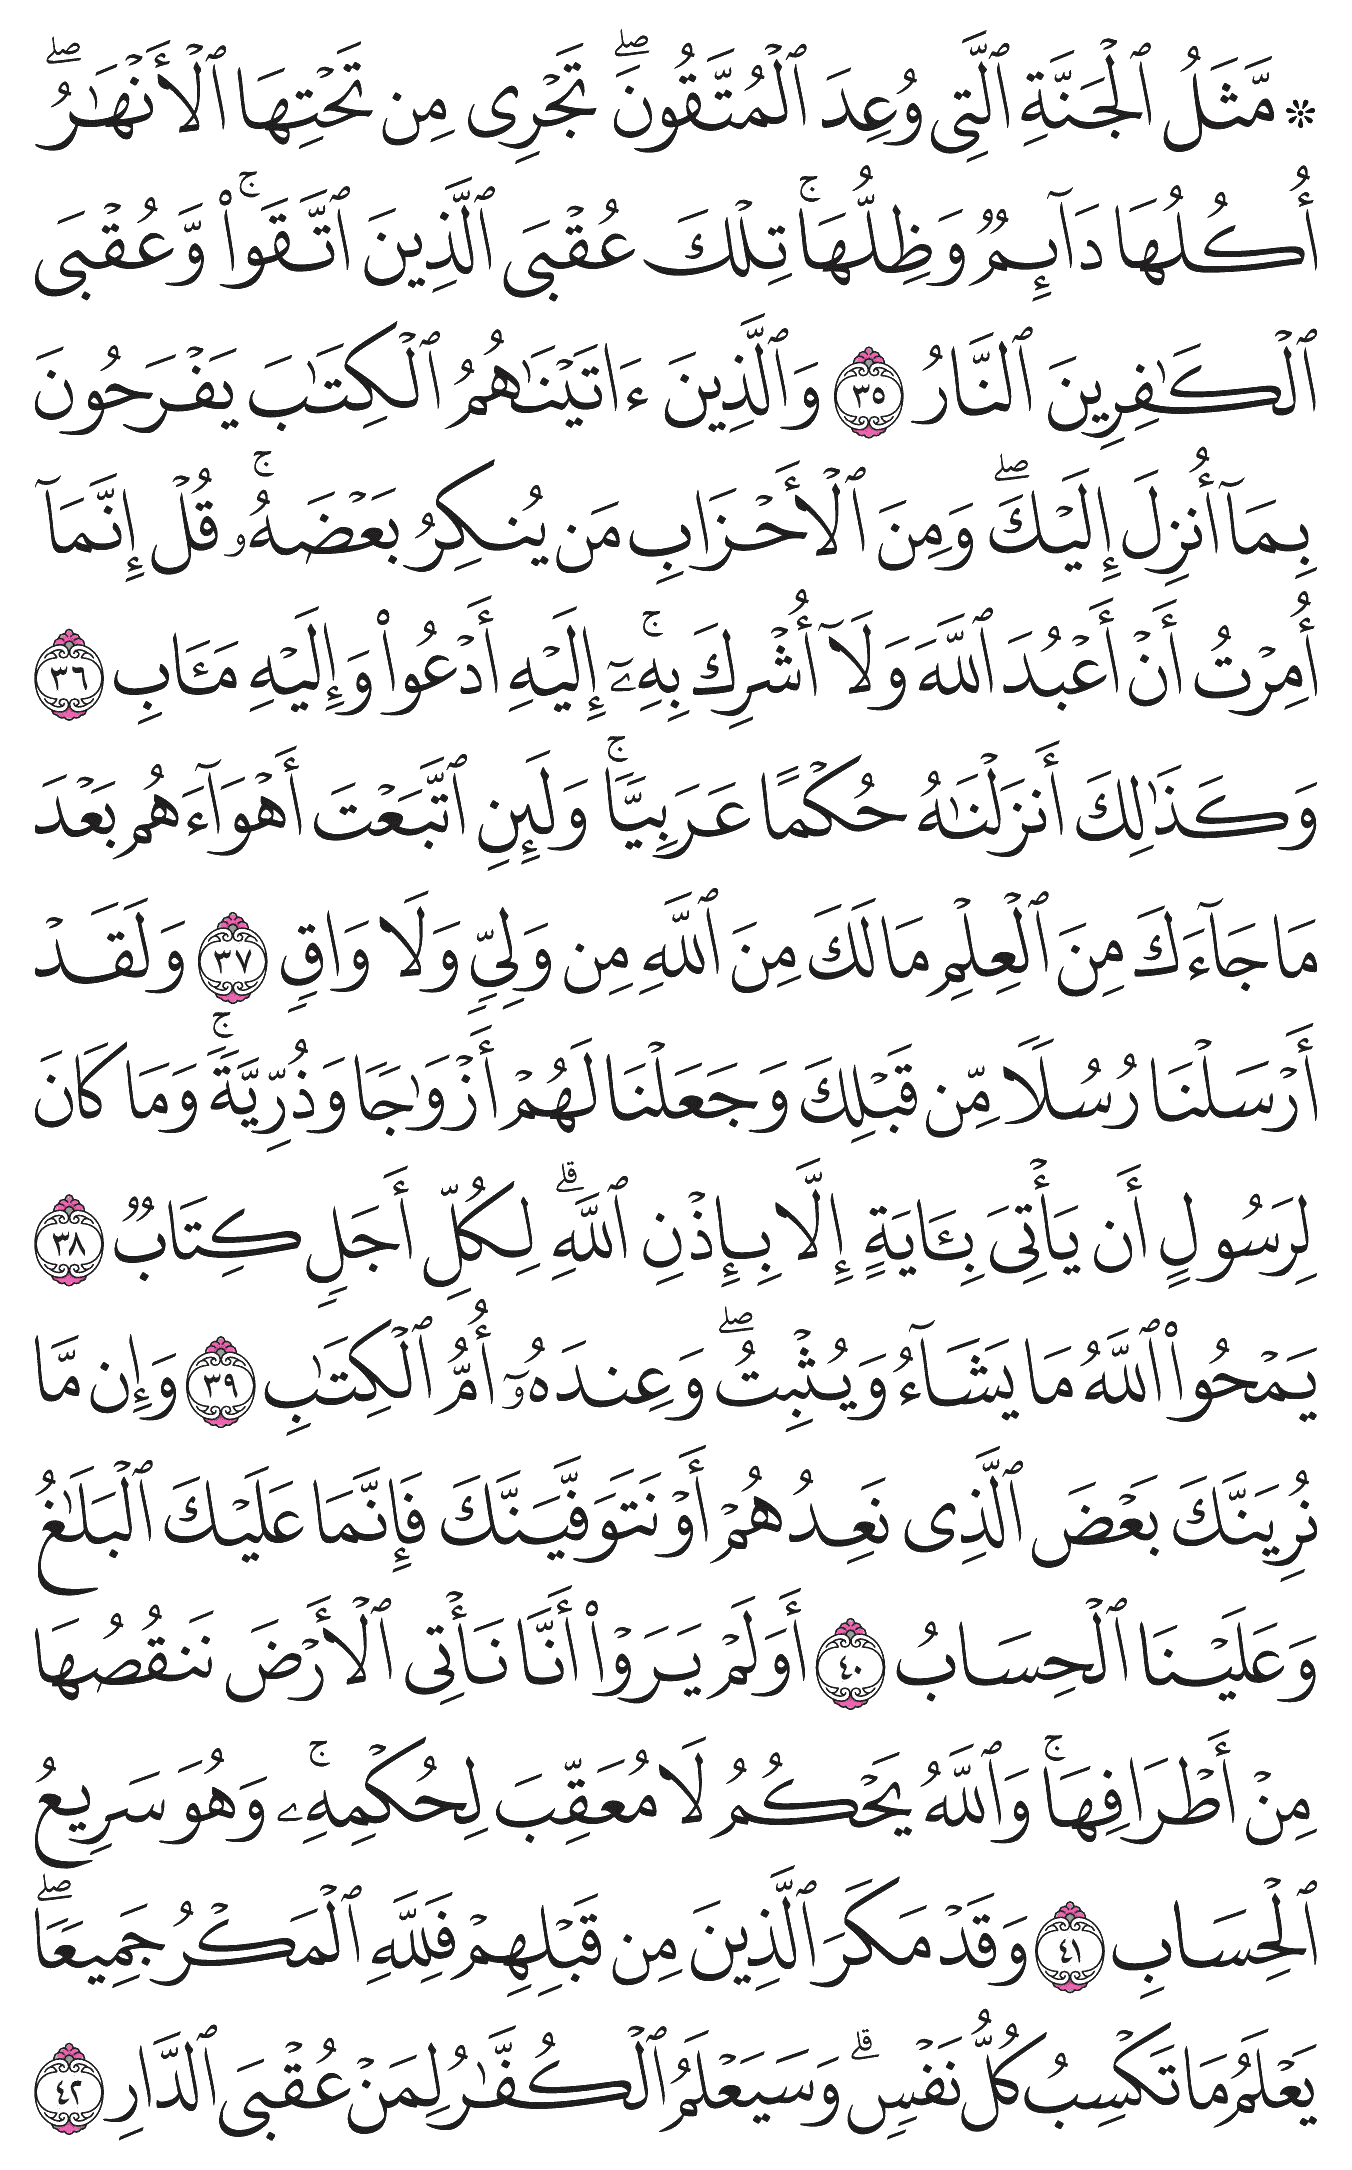 ۞ مَّثَلُ ٱلۡجَنَّةِ ٱلَّتِي وُعِدَ ٱلۡمُتَّقُونَۖ تَجۡرِي مِن تَحۡتِهَا ٱلۡأَنۡهَٰرُۖ
أُكُلُهَا دَآئِمٞ وَظِلُّهَاۚ تِلۡكَ عُقۡبَى ٱلَّذِينَ ٱتَّقَواْۚ وَّعُقۡبَى
ٱلۡكَٰفِرِينَ ٱلنَّارُ ٣٥ وَٱلَّذِينَ ءَاتَيۡنَٰهُمُ ٱلۡكِتَٰبَ يَفۡرَحُونَ
بِمَآ أُنزِلَ إِلَيۡكَۖ وَمِنَ ٱلۡأَحۡزَابِ مَن يُنكِرُ بَعۡضَهُۥۚ قُلۡ إِنَّمَآ
أُمِرۡتُ أَنۡ أَعۡبُدَ ٱللَّهَ وَلَآ أُشۡرِكَ بِهِۦٓۚ إِلَيۡهِ أَدۡعُواْ وَإِلَيۡهِ مَـَٔابِ ٣٦
وَكَذَٰلِكَ أَنزَلۡنَٰهُ حُكۡمًا عَرَبِيّٗاۚ وَلَئِنِ ٱتَّبَعۡتَ أَهۡوَآءَهُم بَعۡدَ
مَا جَآءَكَ مِنَ ٱلۡعِلۡمِ مَا لَكَ مِنَ ٱللَّهِ مِن وَلِيّٖ وَلَا وَاقٖ ٣٧ وَلَقَدۡ
أَرۡسَلۡنَا رُسُلٗا مِّن قَبۡلِكَ وَجَعَلۡنَا لَهُمۡ أَزۡوَٰجٗا وَذُرِّيَّةٗۚ وَمَا كَانَ
لِرَسُولٍ أَن يَأۡتِيَ بِـَٔايَةٍ إِلَّا بِإِذۡنِ ٱللَّهِۗ لِكُلِّ أَجَلٖ كِتَابٞ ٣٨
يَمۡحُواْ ٱللَّهُ مَا يَشَآءُ وَيُثۡبِتُۖ وَعِندَهُۥٓ أُمُّ ٱلۡكِتَٰبِ ٣٩ وَإِن مَّا
نُرِيَنَّكَ بَعۡضَ ٱلَّذِي نَعِدُهُمۡ أَوۡ نَتَوَفَّيَنَّكَ فَإِنَّمَا عَلَيۡكَ ٱلۡبَلَٰغُ
وَعَلَيۡنَا ٱلۡحِسَابُ ٤٠ أَوَلَمۡ يَرَوۡاْ أَنَّا نَأۡتِي ٱلۡأَرۡضَ نَنقُصُهَا
مِنۡ أَطۡرَافِهَاۚ وَٱللَّهُ يَحۡكُمُ لَا مُعَقِّبَ لِحُكۡمِهِۦۚ وَهُوَ سَرِيعُ
ٱلۡحِسَابِ ٤١ وَقَدۡ مَكَرَ ٱلَّذِينَ مِن قَبۡلِهِمۡ فَلِلَّهِ ٱلۡمَكۡرُ جَمِيعٗاۖ
يَعۡلَمُ مَا تَكۡسِبُ كُلُّ نَفۡسٖۗ وَسَيَعۡلَمُ ٱلۡكُفَّٰرُ لِمَنۡ عُقۡبَى ٱلدَّارِ ٤٢